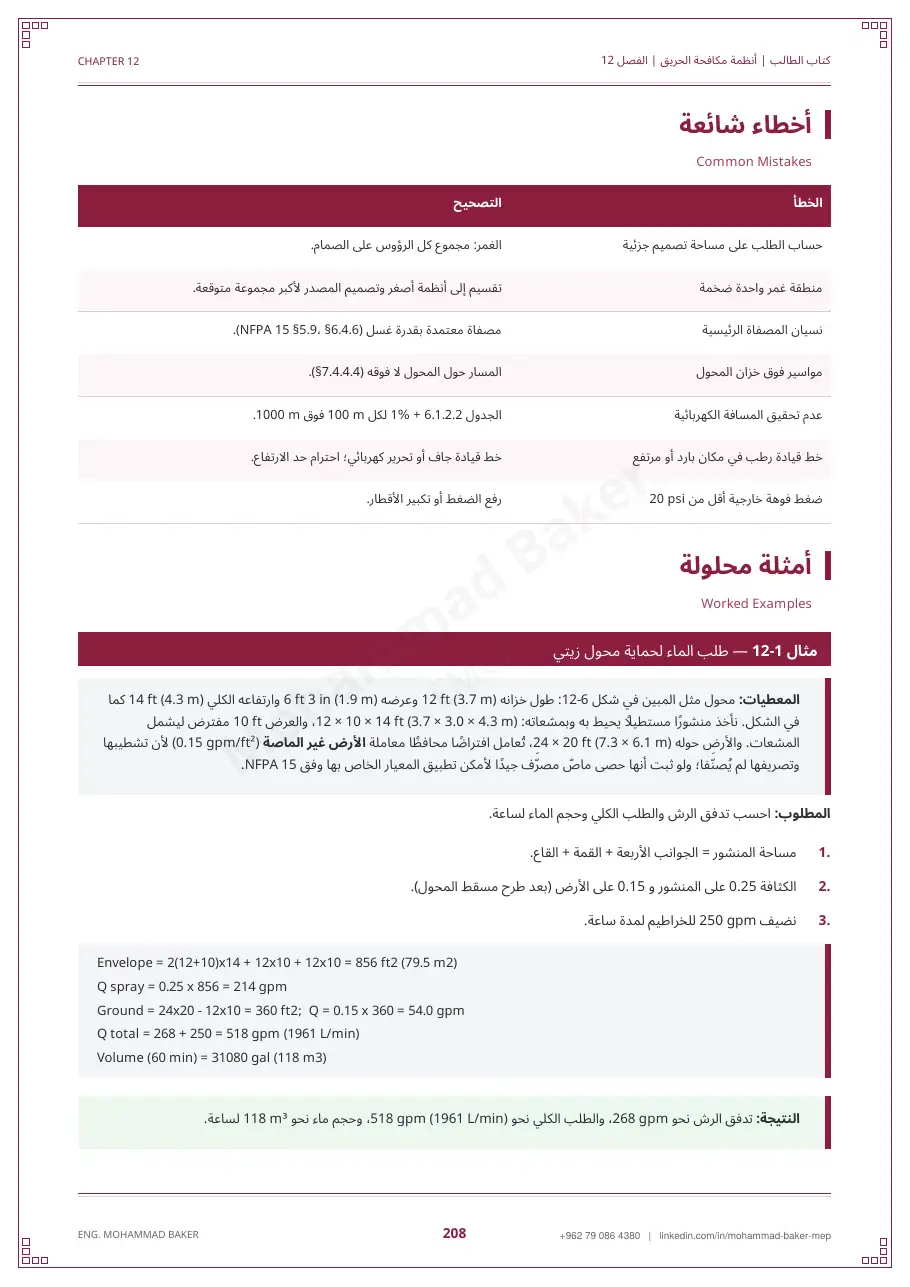 كتاب الطالب | أنظمة مكافحة الحريق | الفصل 12
CHAPTER 12
أخطاء شائعة
Common Mistakes
الخطأ	التصحيح
حساب الطلب على مساحة تصميم جزئية	الغمر: مجموع كل الرؤوس على الصمام.
منطقة غمر واحدة ضخمة	تقسيم إلى أنظمة أصغر وتصميم المصدر لأكبر مجموعة متوقعة.
نسيان المصفاة الرئيسية	مصفاة معتمدة بقدرة غسل (NFPA 15 §5.9، §6.4.6).
مواسير فوق خزان المحول	المسار حول المحول لا فوقه (§7.4.4.4).
عدم تحقيق المسافة الكهربائية	الجدول 6.1.2.2 + 1% لكل 100 m فوق 1000 m.
خط قيادة رطب في مكان بارد أو مرتفع	خط قيادة جاف أو تحرير كهربائي؛ احترام حد الارتفاع.
ضغط فوهة خارجية أقل من 20 psi	رفع الضغط أو تكبير الأقطار.
أمثلة محلولة
Worked Examples
مثال 1-12 — طلب الماء لحماية محول زيتي
المعطيات: محول مثل المبين في شكل 6-12: طول خزانه 12 ft (3.7 m) وعرضه 6 ft 3 in (1.9 m) وارتفاعه الكلي 14 ft (4.3 m) كما
في الشكل. نأخذ منشورًا مستطيلًا يحيط به وبمشعاته: 12 × 10 × 14 ft (3.7 × 3.0 × 4.3 m)، والعرض 10 ft مفترض ليشمل
المشعات. والأرض حوله 24 × 20 ft (7.3 × 6.1 m)، تُعامل افتراضًا محافظًا معاملة الأرض غير الماصة (0.15 gpm/ft²) لأن تشطيبها
وتصريفها لم يُصنَّفا؛ ولو ثبت أنها حصى ماصّ مصرَّف جيدًا لأمكن تطبيق المعيار الخاص بها وفق NFPA 15.
المطلوب: احسب تدفق الرش والطلب الكلي وحجم الماء لساعة.
1. مساحة المنشور = الجوانب الأربعة + القمة + القاع.
2. الكثافة 0.25 على المنشور و 0.15 على الأرض (بعد طرح مسقط المحول).
3. نضيف 250 gpm للخراطيم لمدة ساعة.
Envelope = 2(12+10)x14 + 12x10 + 12x10 = 856 ft2 (79.5 m2)
Q spray = 0.25 x 856 = 214 gpm
Ground = 24x20 - 12x10 = 360 ft2; Q = 0.15 x 360 = 54.0 gpm
Q total = 268 + 250 = 518 gpm (1961 L/min)
Volume (60 min) = 31080 gal (118 m3)
النتيجة: تدفق الرش نحو 268 gpm، والطلب الكلي نحو 518 gpm (1961 L/min)، وحجم ماء نحو 118 m³ لساعة.
ENG. MOHAMMAD BAKER
208
+962 79 086 4380 | linkedin.com/in/mohammad-baker-mep